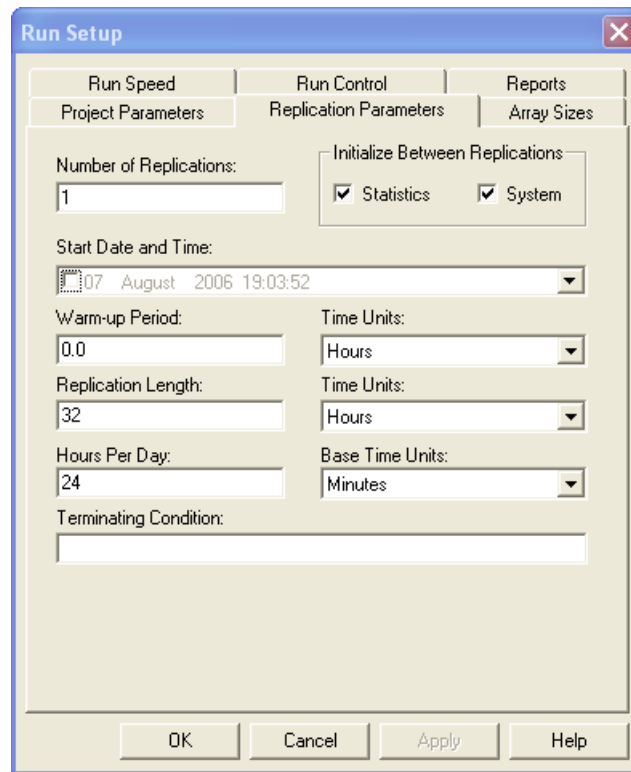 Run Setup
Run Speed Run Control Reports
Project Parameters Replication Parameters Array Sizes
Number of Replications:
1
Initialize Between Replications
Statistics System
Start Date and Time:
07 August 2006 19:03:52
Warm-up Period: Time Units:
0.0 Hours
Replication Length: Time Units:
32 Hours
Hours Per Day: Base Time Units:
24 Minutes
Terminating Condition:
OK Cancel Apply Help